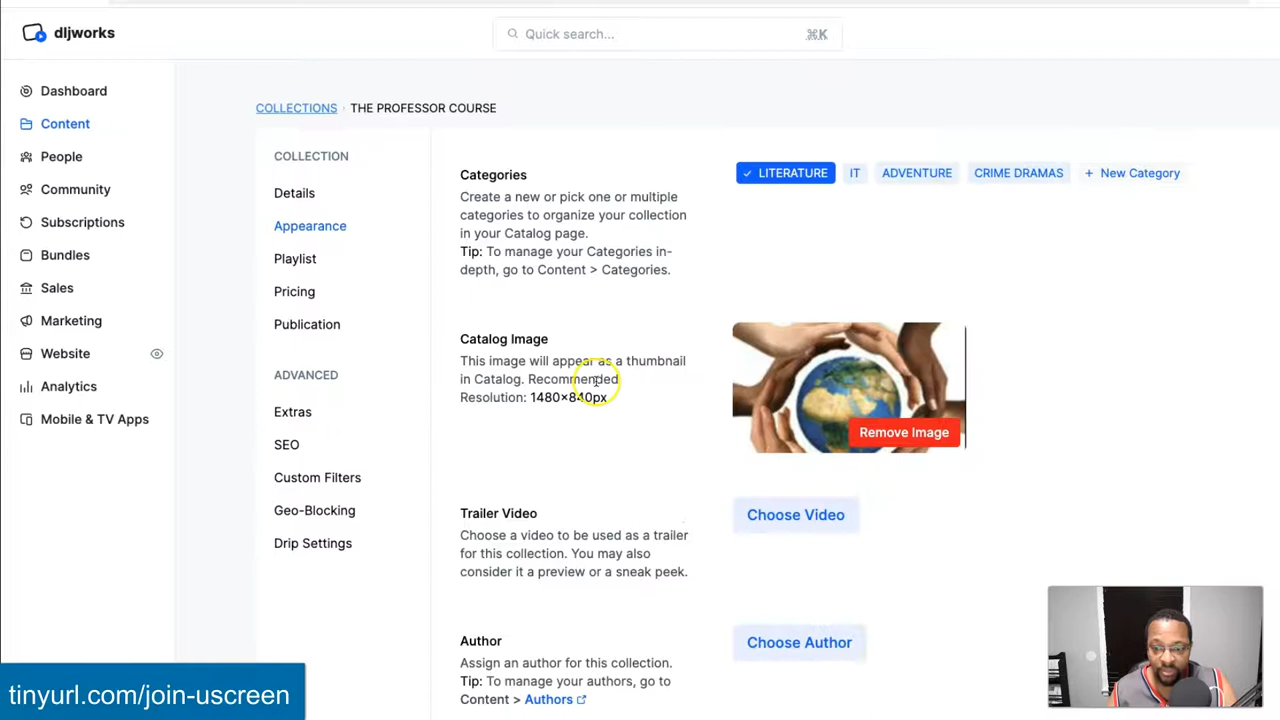 dljworks
Quick search...
⌘K
Dashboard
Content
People
Community
Subscriptions
Bundles
Sales
Marketing
Website
Analytics
Mobile & TV Apps
COLLECTIONS › THE PROFESSOR COURSE
COLLECTION
Details
Appearance
Playlist
Pricing
Publication
ADVANCED
Extras
SEO
Custom Filters
Geo-Blocking
Drip Settings
Categories
Create a new or pick one or multiple
categories to organize your collection
in your Catalog page.
Tip: To manage your Categories in-
depth, go to Content > Categories.
LITERATURE
IT
ADVENTURE
CRIME DRAMAS
+ New Category
Catalog Image
This image will appear as a thumbnail
in Catalog. Recommended
Resolution: 1480×840px
Remove Image
Trailer Video
Choose a video to be used as a trailer
for this collection. You may also
consider it a preview or a sneak peek.
Choose Video
Author
Assign an author for this collection.
Tip: To manage your authors, go to
Content > Authors
Choose Author
tinyurl.com/join-uscreen